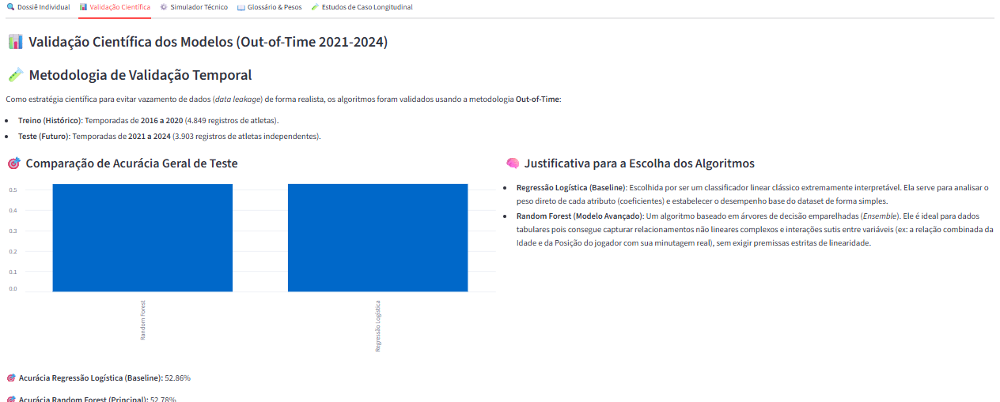 Dossiê Individual
Validação Científica
Simulador Técnico
Glossário & Pesos
Estudos de Caso Longitudinal
Validação Científica dos Modelos (Out-of-Time 2021-2024)
Metodologia de Validação Temporal
Como estratégia científica para evitar vazamento de dados (data leakage) de forma realista, os algoritmos foram validados usando a metodologia Out-of-Time:
Treino (Histórico): Temporadas de 2016 a 2020 (4.849 registros de atletas).
Teste (Futuro): Temporadas de 2021 a 2024 (3.903 registros de atletas independentes).
Comparação de Acurácia Geral de Teste
0.5
0.4
0.3
0.2
0.1
0.0
Random Forest
Regressão Logística
Acurácia Regressão Logística (Baseline): 52.86%
Acurácia Random Forest (Principal): 52.78%
Justificativa para a Escolha dos Algoritmos
Regressão Logística (Baseline): Escolhida por ser um classificador linear clássico extremamente interpretável. Ela serve para analisar o
peso direto de cada atributo (coeficientes) e estabelecer o desempenho base do dataset de forma simples.
Random Forest (Modelo Avançado): Um algoritmo baseado em árvores de decisão emparelhadas (Ensemble). Ele é ideal para dados
tabulares pois consegue capturar relacionamentos não lineares complexos e interações sutis entre variáveis (ex: a relação combinada da
Idade e da Posição do jogador com sua minutagem real), sem exigir premissas estritas de linearidade.